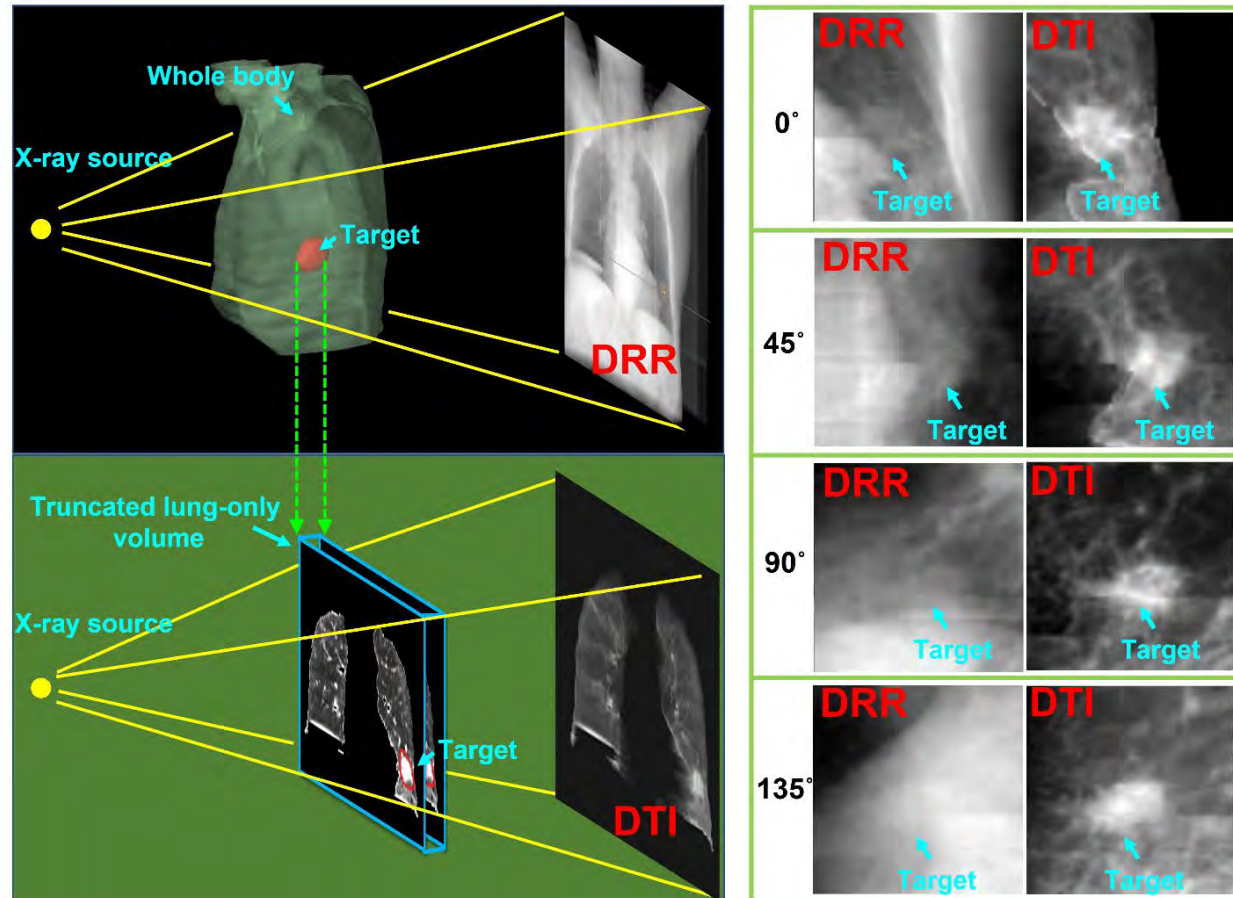 Whole body
X-ray source
Target
DRR
Truncated lung-only
volume
X-ray source
Target
DTI
DRR
DTI
0°
Target
Target
DRR
DTI
45°
Target
Target
DRR
DTI
90°
Target
Target
DRR
DTI
135°
Target
Target